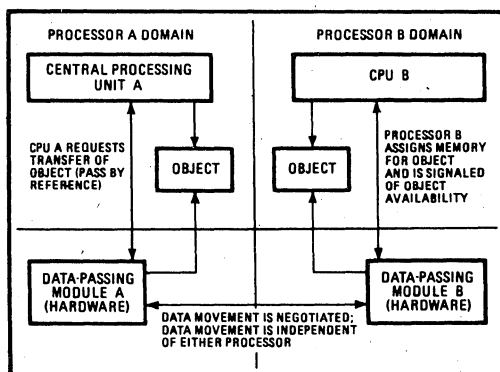 PROCESSOR A DOMAIN
CENTRAL PROCESSING
UNIT A
CPU A REQUESTS
TRANSFER OF
OBJECT (PASS BY
REFERENCE)
OBJECT
DATA-PASSING
MODULE A
(HARDWARE)
PROCESSOR B DOMAIN
CPU B
OBJECT
PROCESSOR B
ASSIGNS MEMORY
FOR OBJECT
AND IS SIGNALED
OF OBJECT
AVAILABILITY
DATA-PASSING
MODULE B
(HARDWARE)
DATA MOVEMENT IS NEGOTIATED;
DATA MOVEMENT IS INDEPENDENT
OF EITHER PROCESSOR